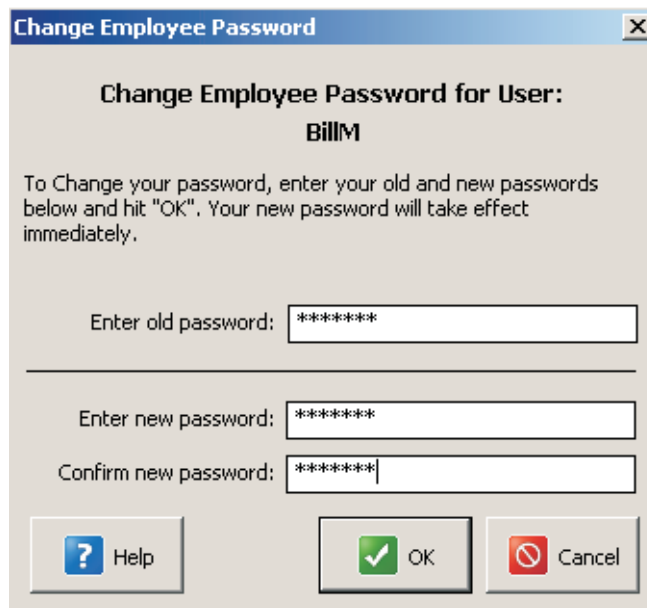 Change Employee Password
Change Employee Password for User:
BillM
To Change your password, enter your old and new passwords
below and hit "OK". Your new password will take effect
immediately.
Enter old password: *******
Enter new password: *******
Confirm new password: *******
? Help
OK
Cancel